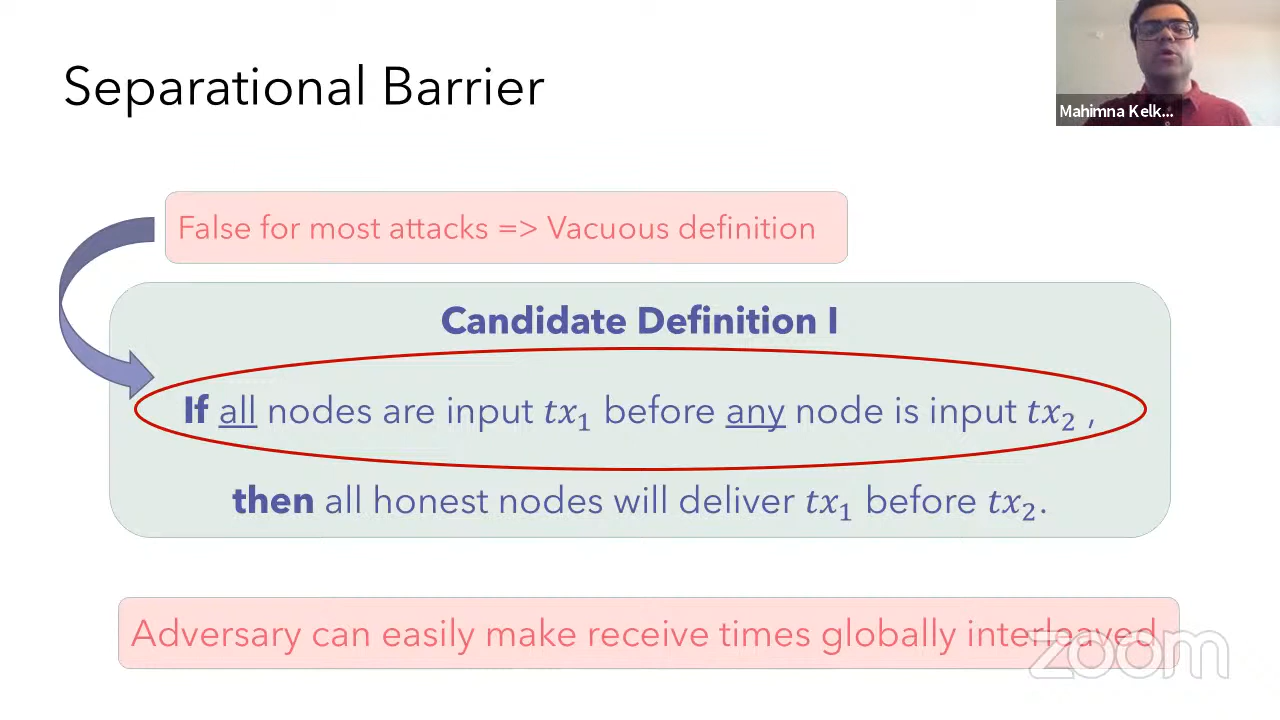 Separational Barrier
Mahimna Kelk...
False for most attacks => Vacuous definition
Candidate Definition I
If all nodes are input tx₁ before any node is input tx₂ ,
then all honest nodes will deliver tx₁ before tx₂.
Adversary can easily make receive times globally interleaved
zoom